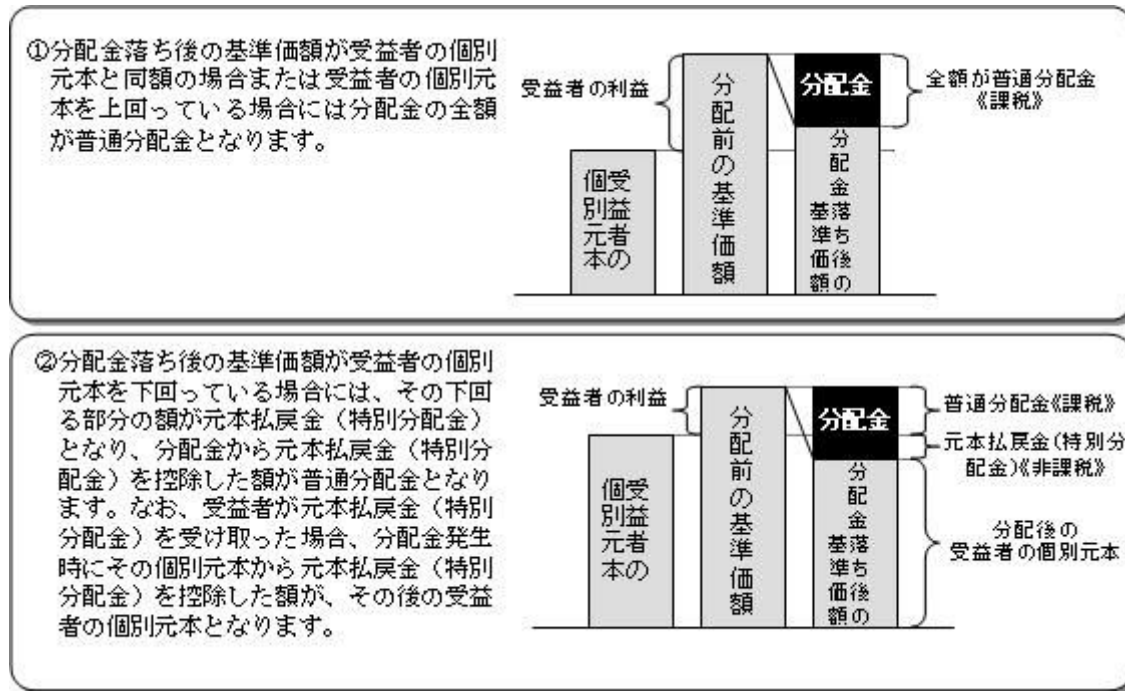 ①分配金落ち後の基準価額が受益者の個別
元本と同額の場合または受益者の個別元
本を上回っている場合には分配金の全額
が普通分配金となります。
受益者の利益
個別元本
受益者の
分配前の基準価額
分配金
基準価額
分配金落ち後の
全額が普通分配金
《課税》
②分配金落ち後の基準価額が受益者の個別
元本を下回っている場合には、その下回
る部分の額が元本払戻金（特別分配金）
となり、分配金から元本払戻金（特別分
配金）を控除した額が普通分配金となり
ます。なお、受益者が元本払戻金（特別
分配金）を受け取った場合、分配金発生
時にその個別元本から元本払戻金（特別
分配金）を控除した額が、その後の受益
者の個別元本となります。
受益者の利益
受益者の
個別元本
分配前の基準価額
分配金
分配金落ち後の
基準価額
普通分配金《課税》
元本払戻金(特別分
配金)《非課税》
分配後の
受益者の個別元本